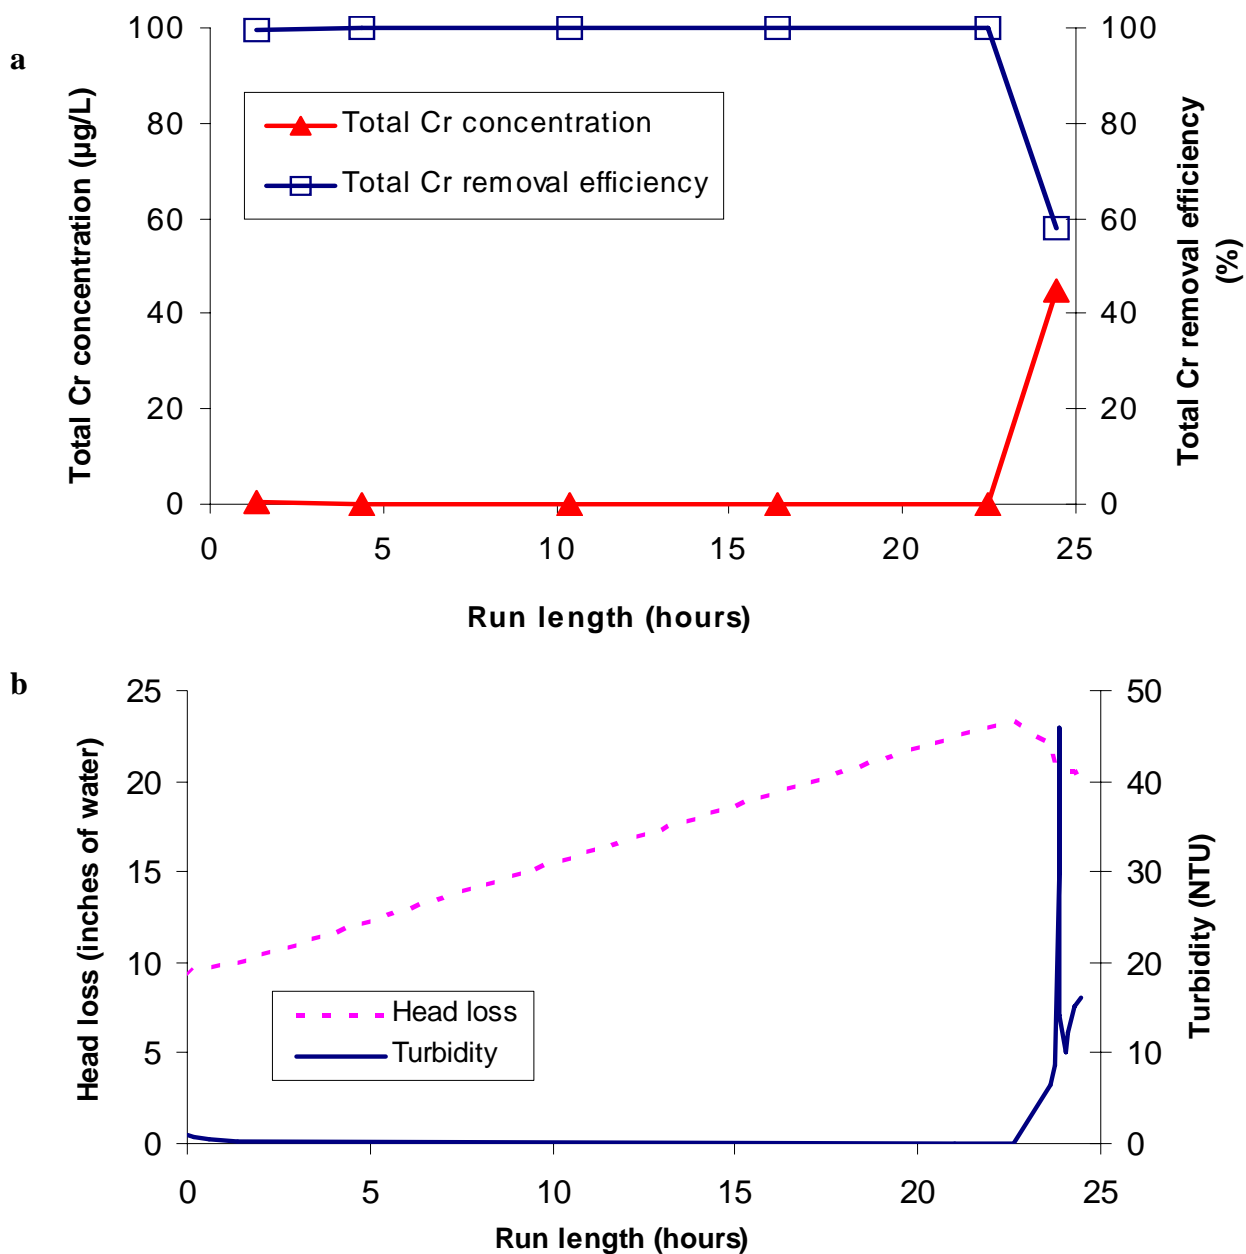 a
Total Cr concentration (µg/L)
100
80
60
40
20
0
Total Cr concentration
Total Cr removal efficiency
100
80
60
40
20
0
Total Cr removal efficiency
(%)
0 5 10 15 20 25
Run length (hours)
b
Head loss (inches of water)
25
20
15
10
5
0
Head loss
Turbidity
50
40
30
20
10
0
Turbidity (NTU)
0 5 10 15 20 25
Run length (hours)